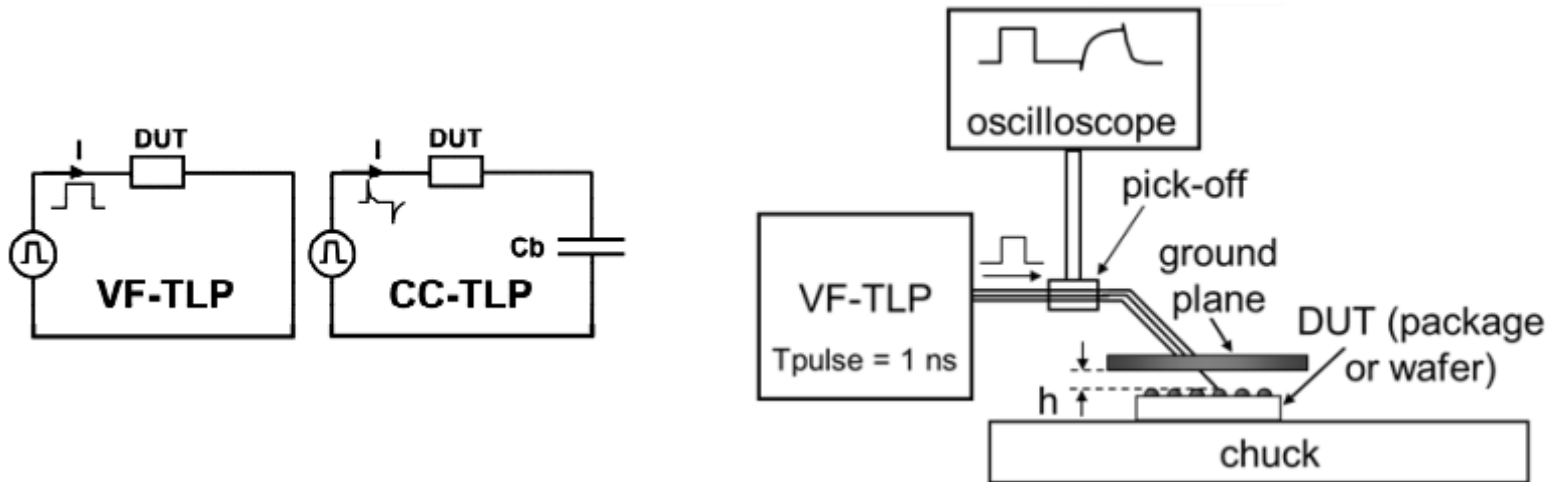 I
DUT
VF-TLP
I
DUT
Cb
CC-TLP
oscilloscope
pick-off
ground
plane
VF-TLP
Tpulse = 1 ns
DUT (package
or wafer)
h
chuck